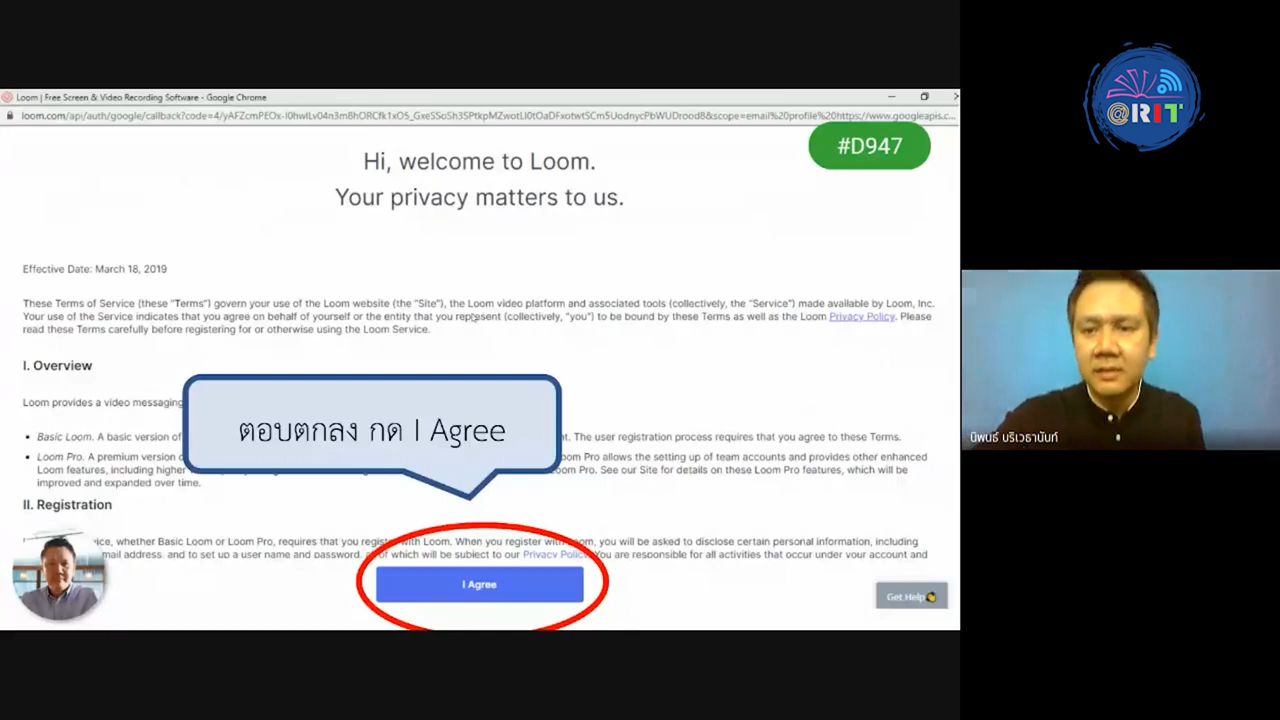 Loom | Free Screen & Video Recording Software - Google Chrome
#D947
@RIT
Hi, welcome to Loom.
Your privacy matters to us.
Effective Date: March 18, 2019
These Terms of Service (these "Terms") govern your use of the Loom website (the "Site"), the Loom video platform and associated tools (collectively, the "Service") made available by Loom, Inc.
Your use of the Service indicates that you agree on behalf of yourself or the entity that you represent (collectively, "you") to be bound by these Terms as well as the Loom Privacy Policy. Please
read these Terms carefully before registering for or otherwise using the Loom Service.
I. Overview
Loom provides a video messaging
ตอบตกลง กด I Agree
• Basic Loom. A basic version of
The user registration process requires that you agree to these Terms.
• Loom Pro. A premium version
Pro allows the setting up of team accounts and provides other enhanced
Loom features, including higher
Loom Pro. See our Site for details on these Loom Pro features, which will be
improved and expanded over time.
II. Registration
whether Basic Loom or Loom Pro, requires that you register with Loom. When you register with Loom, you will be asked to disclose certain personal information, including
address, and to set up a user name and password, of which will be subject to our Privacy Policy. You are responsible for all activities that occur under your account and
I Agree
Get Help
นิพนธ์ บริเวธานันท์